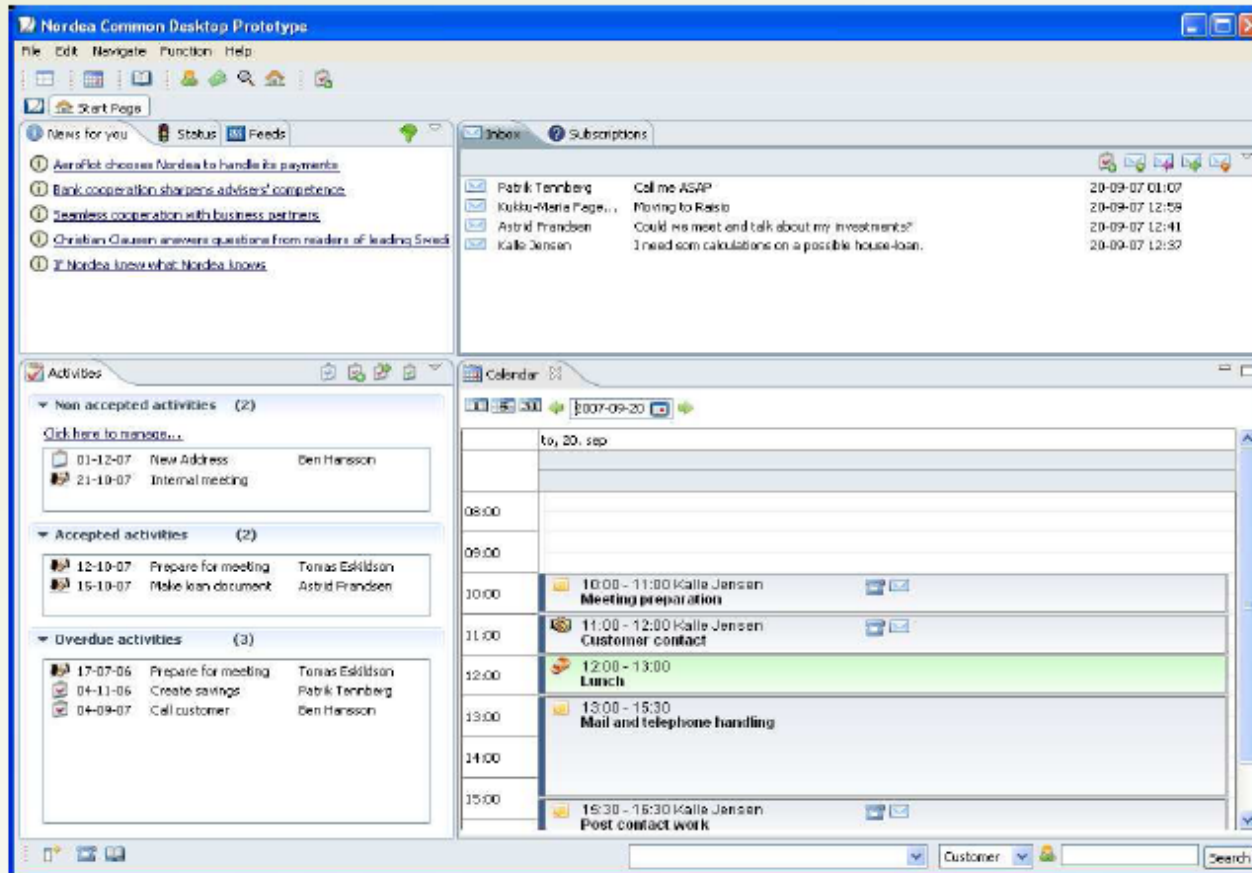 Nordea Common Desktop Prototype
File Edit Navigate Function Help
Start Page
News for you Status Feeds
Aeroflot chooses Nordea to handle its payments
Bank cooperation sharpens advisers' competence
Seamless cooperation with business partners
Christian Clausen answers questions from readers of leading Swedi
If Nordea knew what Nordea knows
Inbox Subscriptions
Patrik Tennberg Call me ASAP 20-09-07 01:07
Kukku-Maria Page... Moving to Raisio 20-09-07 12:59
Astrid Frandsen Could we meet and talk about my investments? 20-09-07 12:41
Kalle Jensen I need som calculations on a possible house-loan. 20-09-07 12:37
Activities
Non accepted activities (2)
Click here to manage...
01-12-07 New Address Ben Hansson
21-10-07 Internal meeting
Accepted activities (2)
12-10-07 Prepare for meeting Tomas Eskildson
15-10-07 Make loan document Astrid Frandsen
Overdue activities (3)
17-07-06 Prepare for meeting Tomas Eskildson
04-11-06 Create savings Patrik Tennberg
04-09-07 Call customer Ben Hansson
Calendar
1 5 31 2007-09-20
to, 20. sep
08:00
09:00
10:00
10:00 - 11:00 Kalle Jensen
Meeting preparation
11:00
11:00 - 12:00 Kalle Jensen
Customer contact
12:00
12:00 - 13:00
Lunch
13:00
13:00 - 15:30
Mail and telephone handling
14:00
15:00
15:30 - 16:30 Kalle Jensen
Post contact work
Customer Search